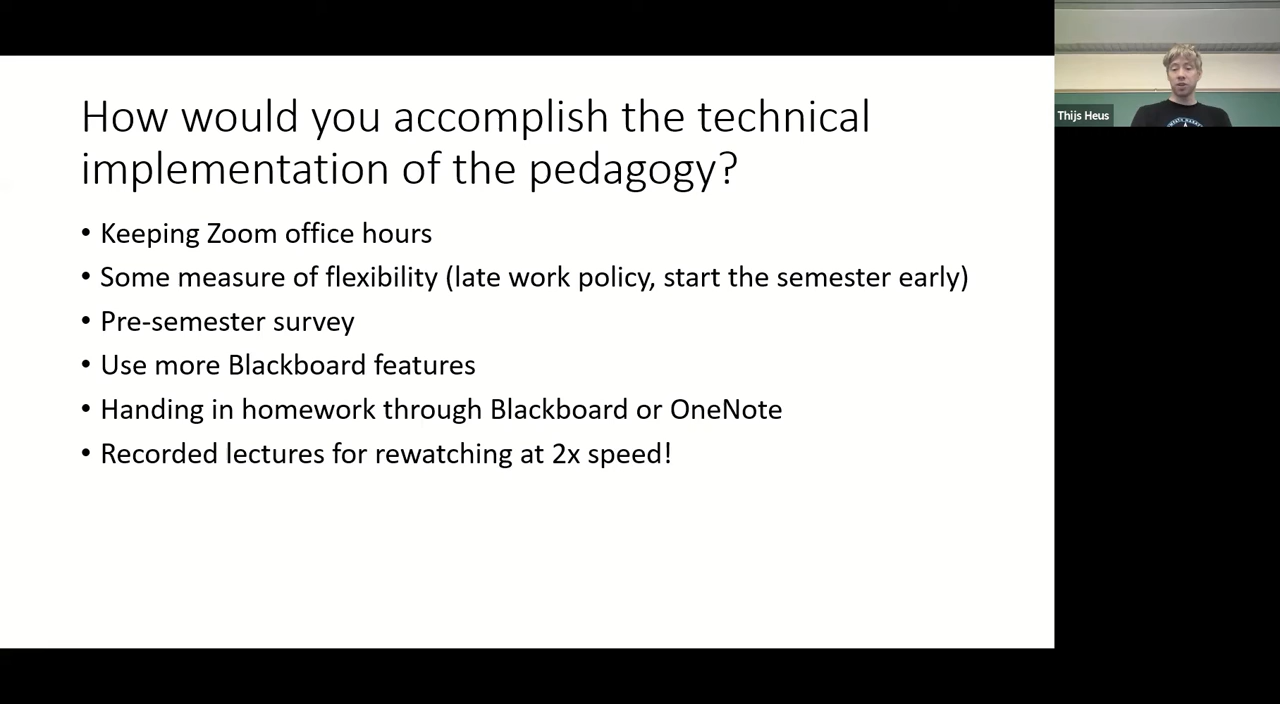 How would you accomplish the technical
implementation of the pedagogy?
• Keeping Zoom office hours
• Some measure of flexibility (late work policy, start the semester early)
• Pre-semester survey
• Use more Blackboard features
• Handing in homework through Blackboard or OneNote
• Recorded lectures for rewatching at 2x speed!
Thijs Heus